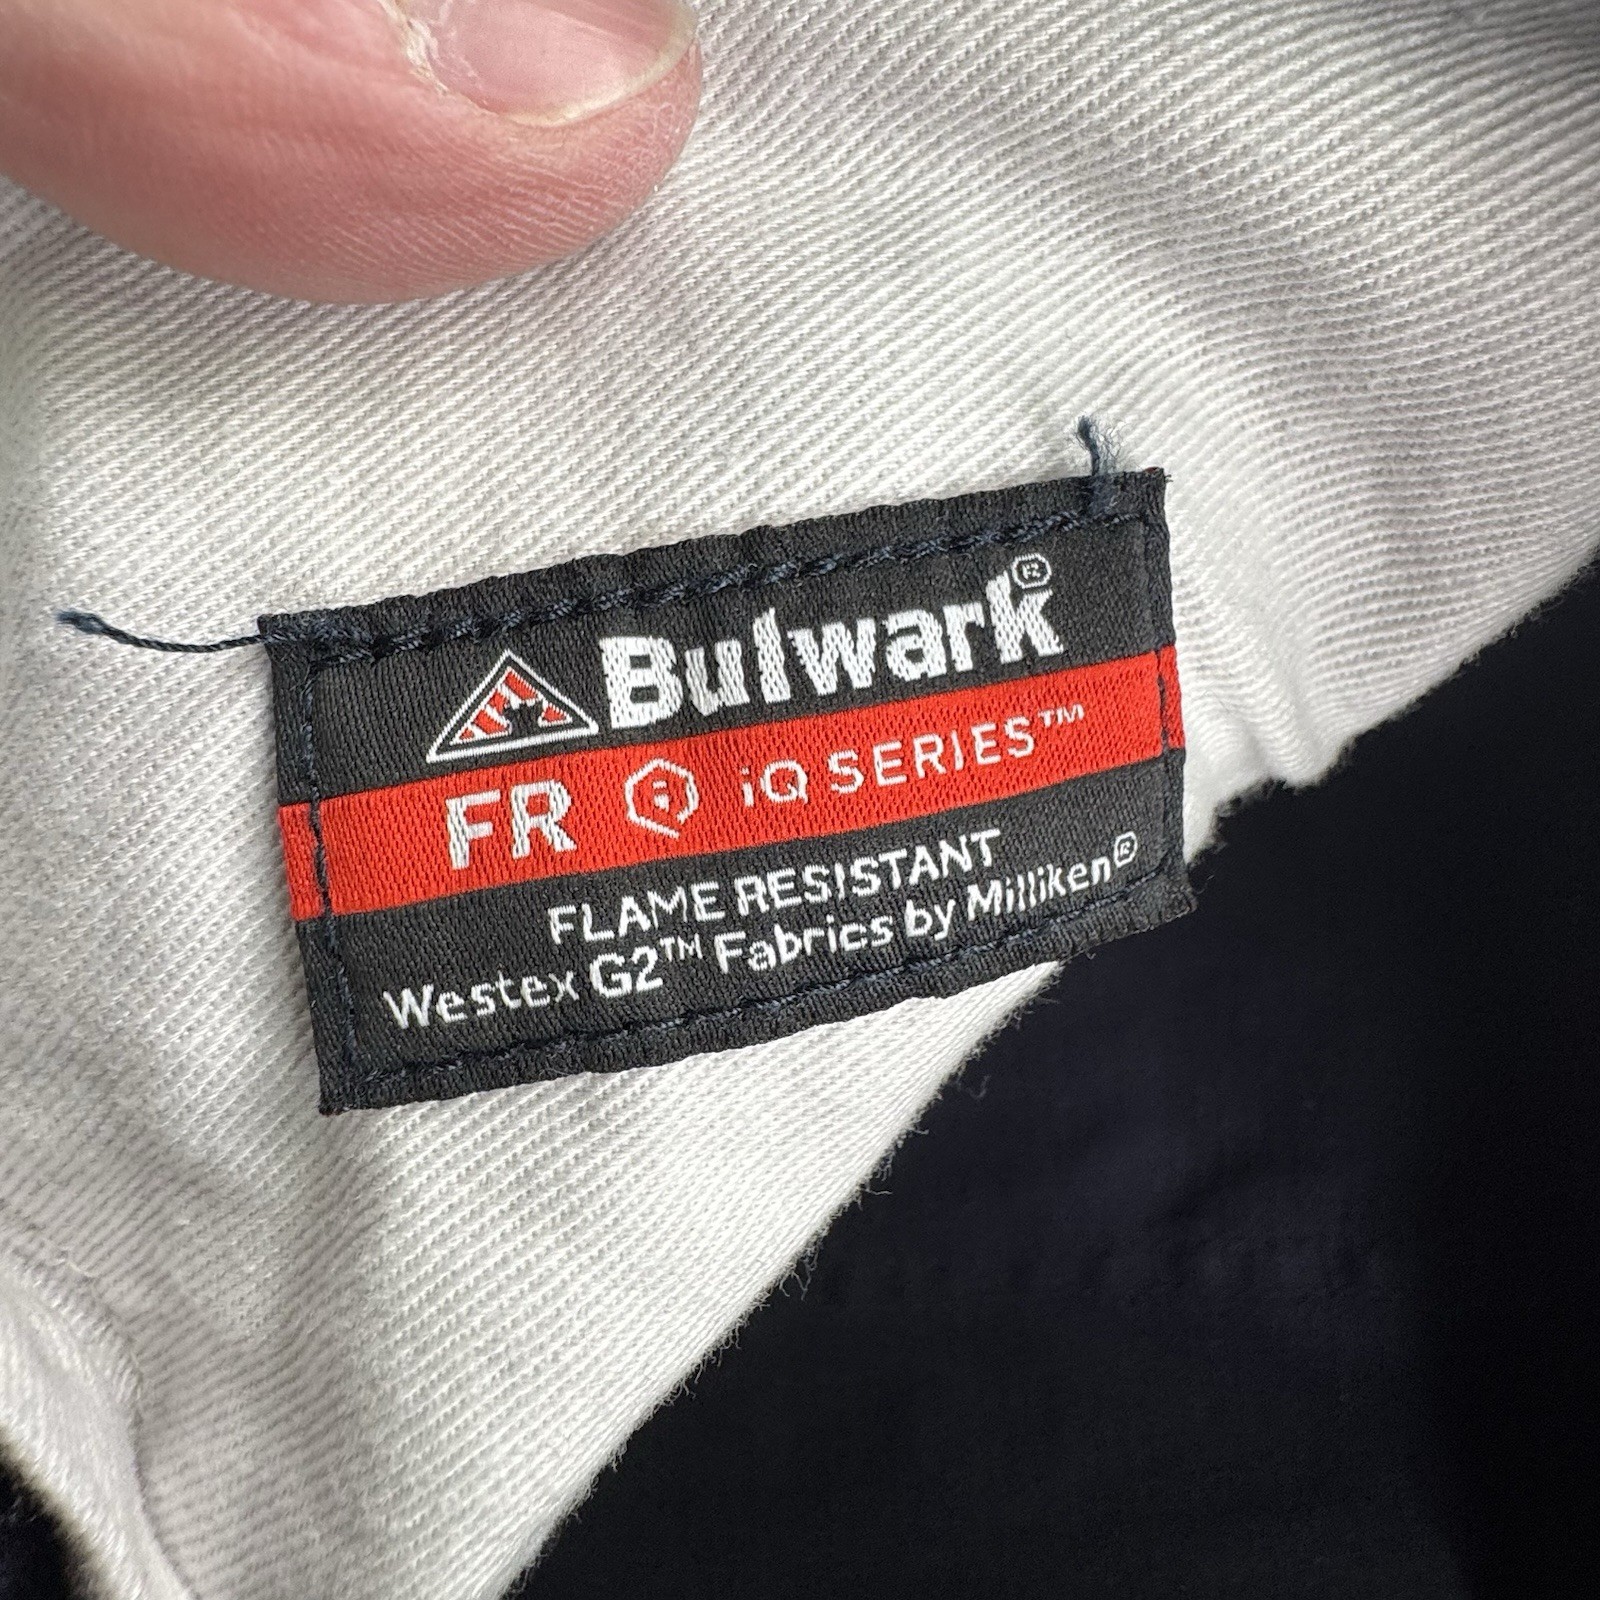 Bulwark®
FR iQ SERIES™
FLAME RESISTANT
Westex G2™ Fabrics by Milliken®